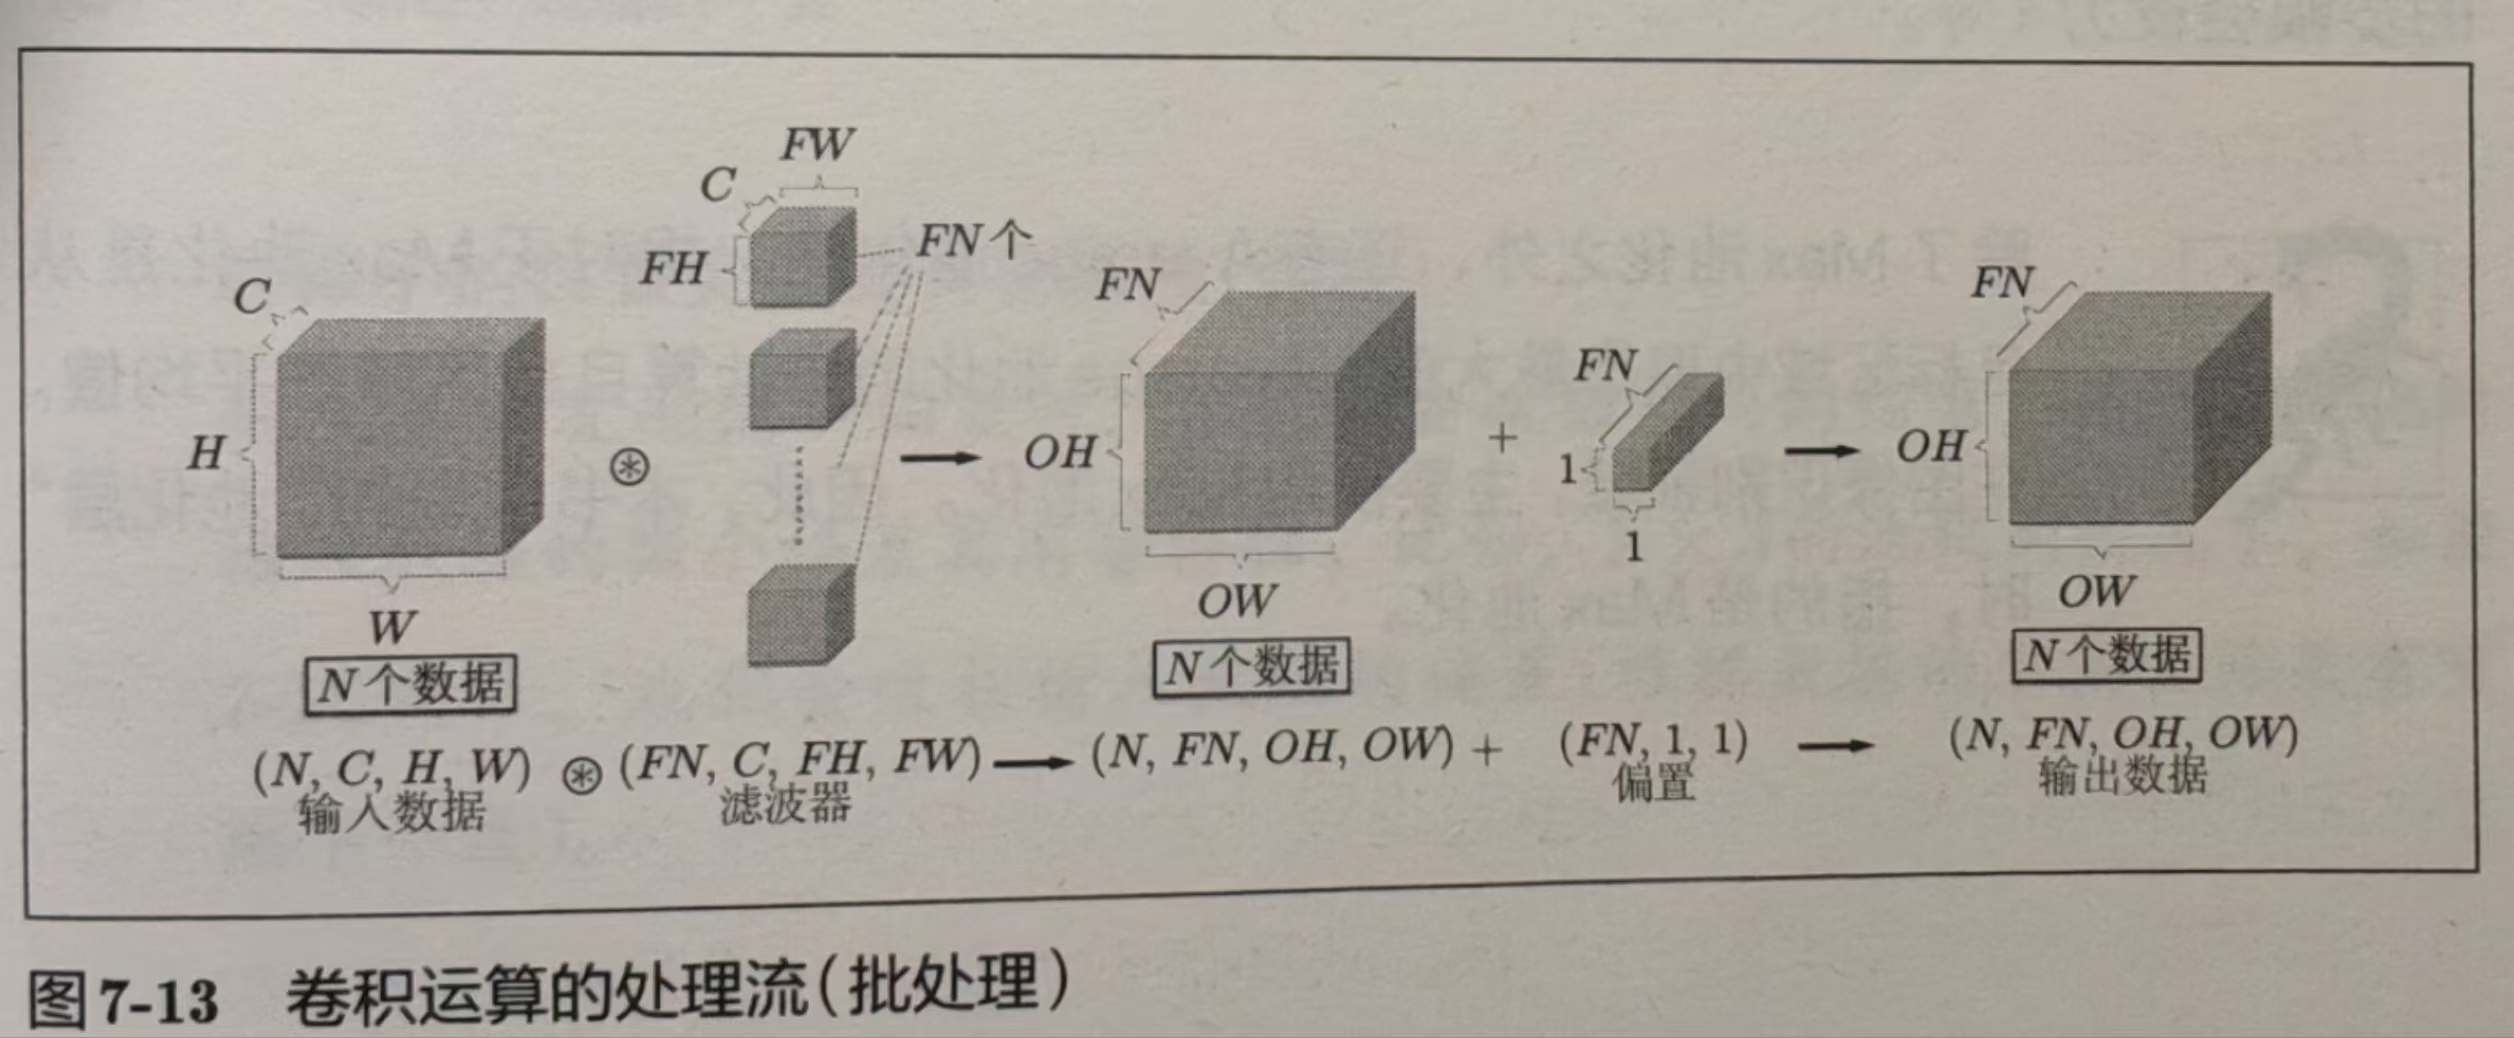 FW
C
FH
FN个
C
H
W
N个数据
⊛
FN
OH
OW
N个数据
+
FN
1
1
FN
OH
OW
N个数据
(N, C, H, W) ⊛ (FN, C, FH, FW) → (N, FN, OH, OW) + (FN, 1, 1) → (N, FN, OH, OW)
输入数据 滤波器 偏置 输出数据
图7-13 卷积运算的处理流(批处理)